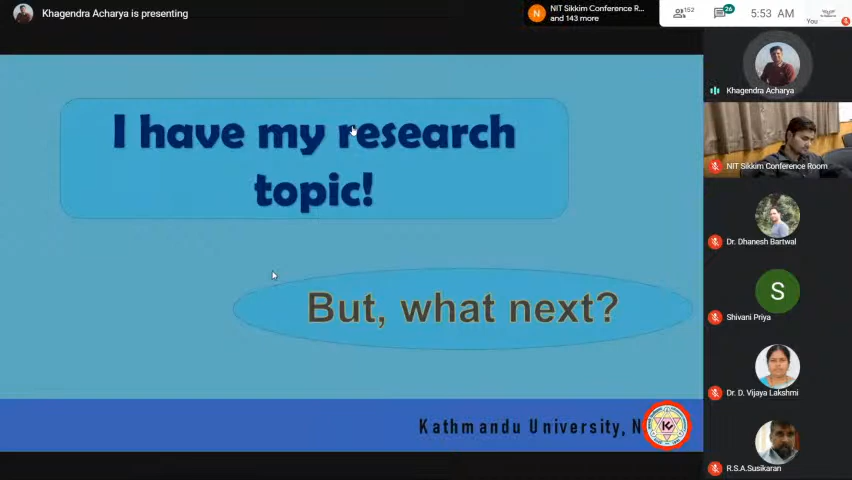 Khagendra Acharya is presenting
NIT Sikkim Conference R...
N
and 143 more
152
26
5:53 AM
You
I have my research
topic!
But, what next?
Kathmandu University, N
K
Khagendra Acharya
NIT Sikkim Conference Room
Dr. Dhanesh Bartwal
S
Shivani Priya
Dr. D. Vijaya Lakshmi
R.S.A.Susikaran